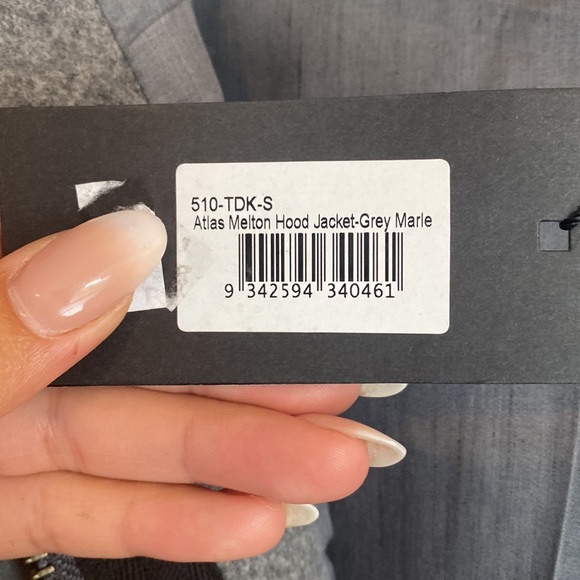 510-TDK-S
Atlas Melton Hood Jacket-Grey Marle
9 342594 340461